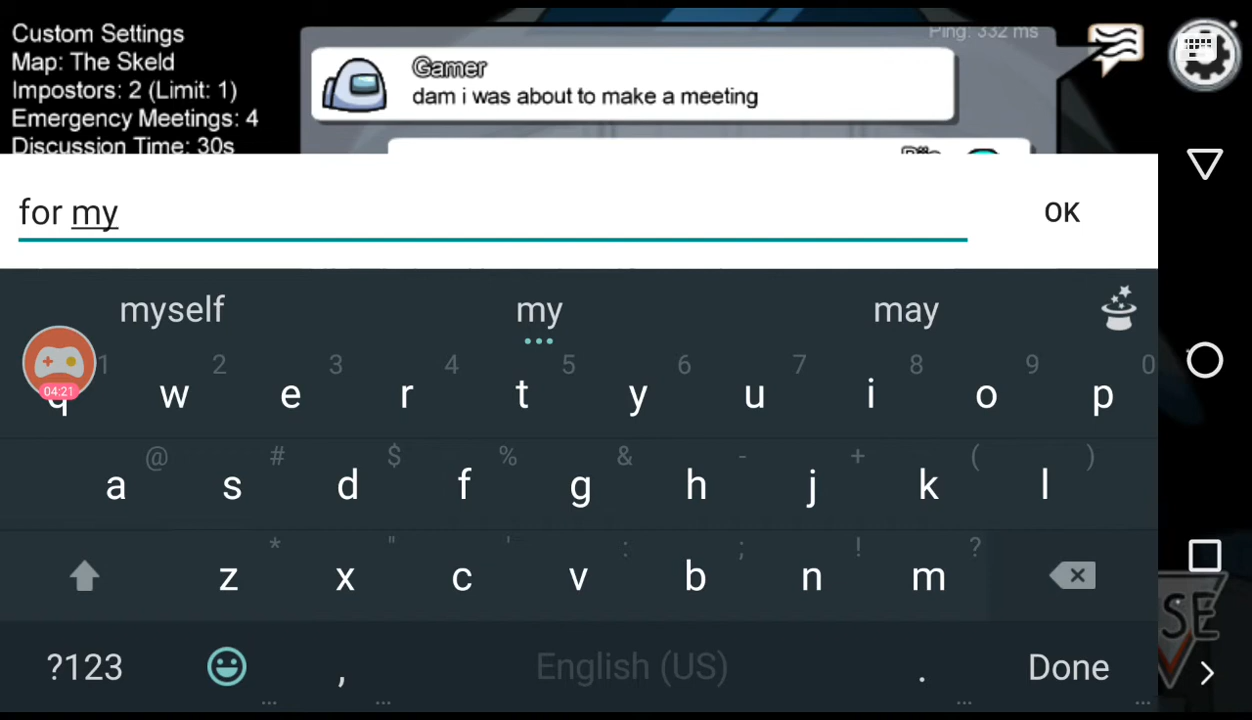 Custom Settings
Map: The Skeld
Impostors: 2 (Limit: 1)
Emergency Meetings: 4
Discussion Time: 30s
Ping: 332 ms
Gamer
dam i was about to make a meeting
for my
OK
myself
my
may
04:21
1 2 3 4 5 6 7 8 9 0
q w e r t y u i o p
@ # $ % & - + ( )
a s d f g h j k l
* " ' : ; ! ?
z x c v b n m
?123
,
English (US)
.
Done